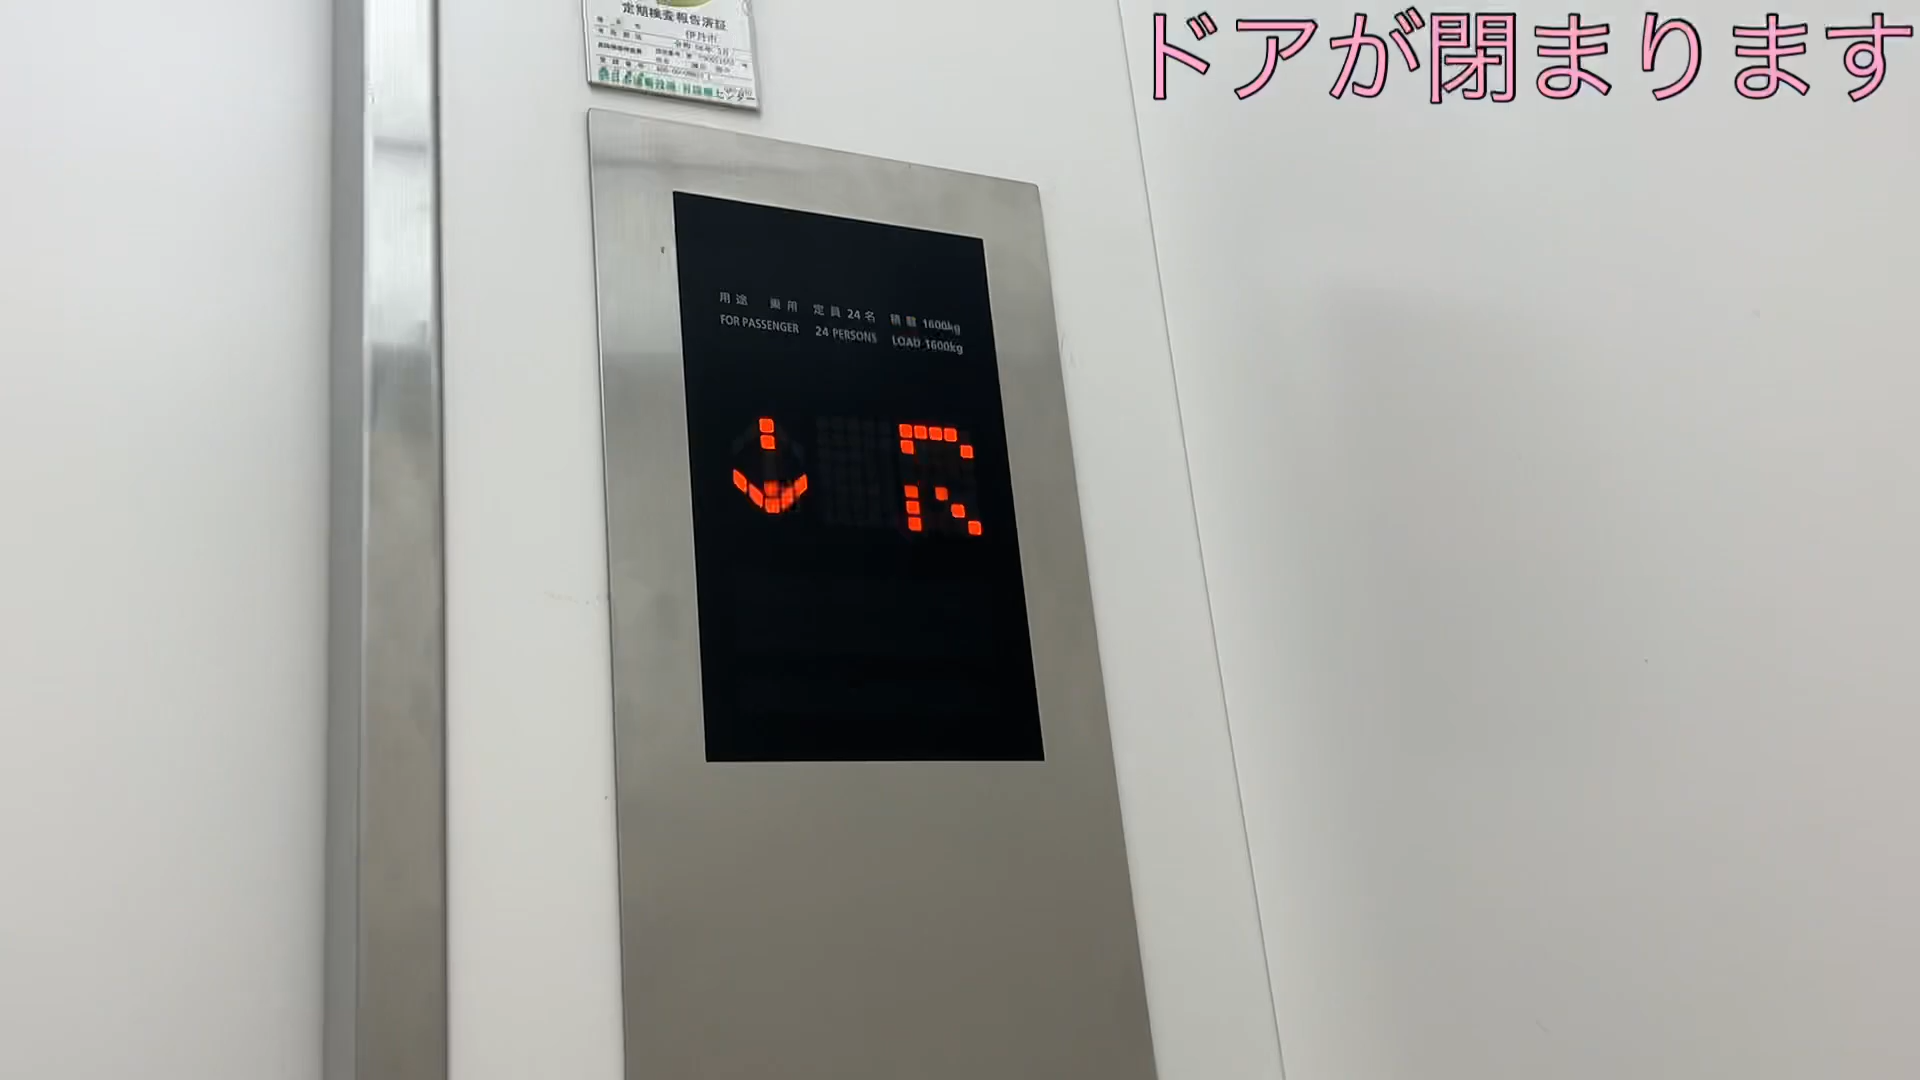 ドアが閉まります
定期検査報告済証
伊丹市
用途 乗用 定員 24 名 積載 1600kg
FOR PASSENGER 24 PERSONS LOAD 1600kg
R